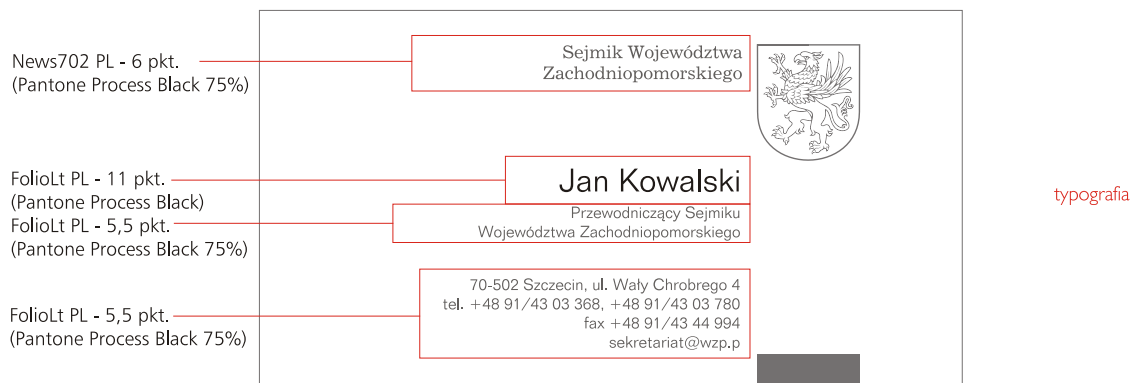 News702 PL - 6 pkt.
(Pantone Process Black 75%)
Sejmik Województwa
Zachodniopomorskiego
FolioLt PL - 11 pkt.
(Pantone Process Black)
Jan Kowalski
FolioLt PL - 5,5 pkt.
(Pantone Process Black 75%)
Przewodniczący Sejmiku
Województwa Zachodniopomorskiego
typografia
FolioLt PL - 5,5 pkt.
(Pantone Process Black 75%)
70-502 Szczecin, ul. Wały Chrobrego 4
tel. +48 91/43 03 368, +48 91/43 03 780
fax +48 91/43 44 994
sekretariat@wzp.p